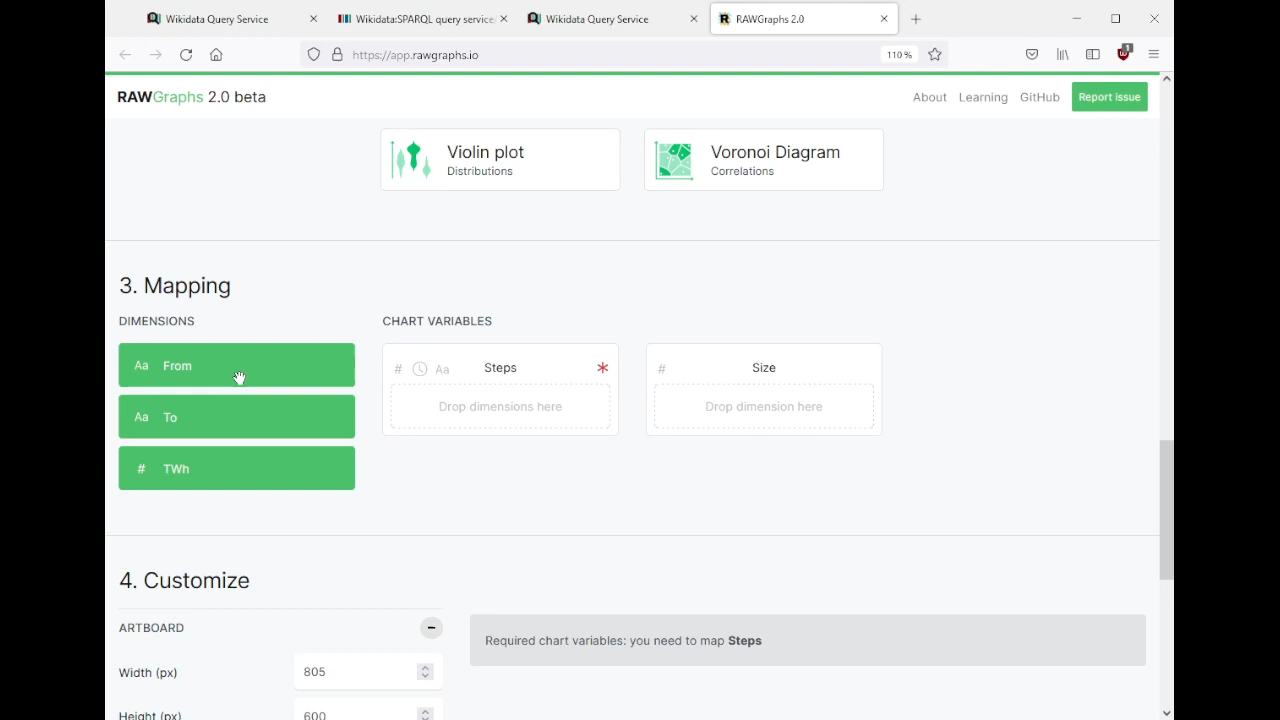 Wikidata Query Service
Wikidata:SPARQL query service/
Wikidata Query Service
RAWGraphs 2.0
https://app.rawgraphs.io
110%
1
RAWGraphs 2.0 beta
About
Learning
GitHub
Report issue
Violin plot
Distributions
Voronoi Diagram
Correlations
3. Mapping
DIMENSIONS
CHART VARIABLES
Aa From
Aa To
# TWh
# Aa Steps *
Drop dimensions here
# Size
Drop dimension here
4. Customize
ARTBOARD
Required chart variables: you need to map Steps
Width (px)
805
Height (px)
600